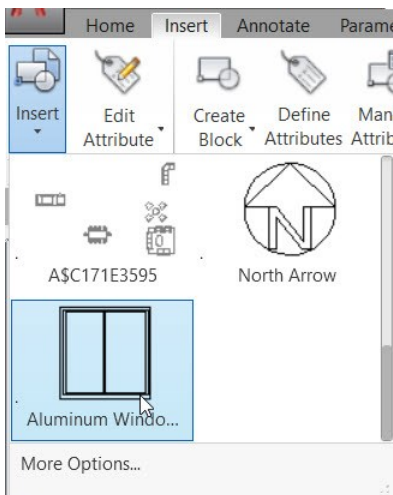 Home Insert Annotate Parame
Insert Edit Attribute Create Block Define Attributes Man Attrib
A$C171E3595 North Arrow
N
Aluminum Windo...
More Options...